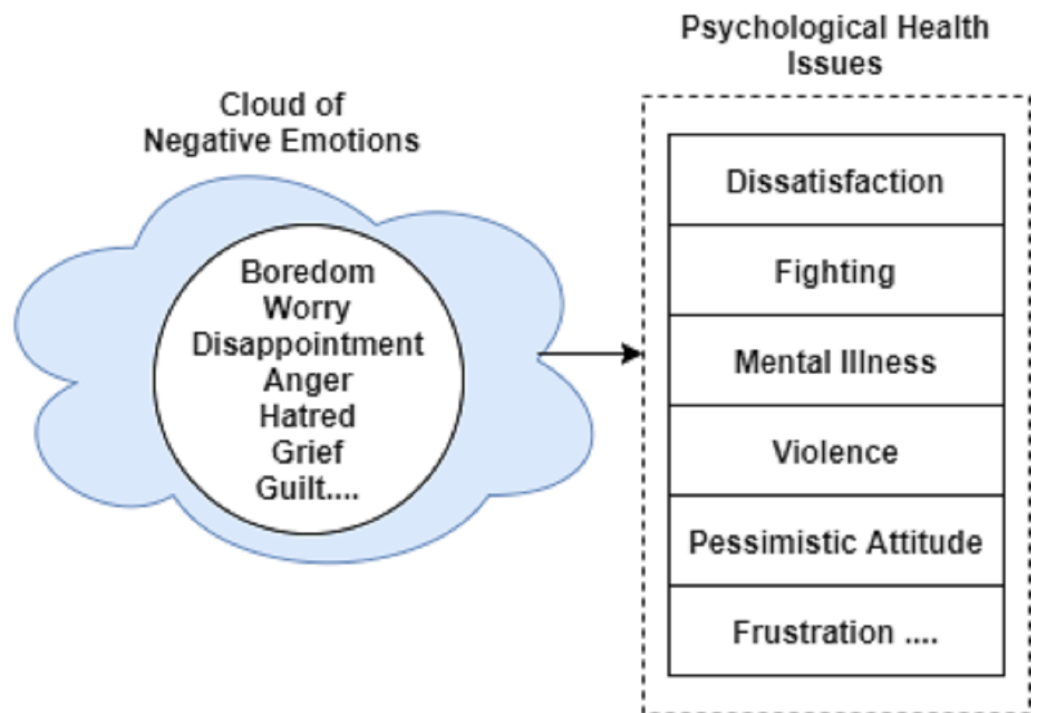 Cloud of
Negative Emotions
Boredom
Worry
Disappointment
Anger
Hatred
Grief
Guilt....
Psychological Health
Issues
Dissatisfaction
Fighting
Mental Illness
Violence
Pessimistic Attitude
Frustration ....